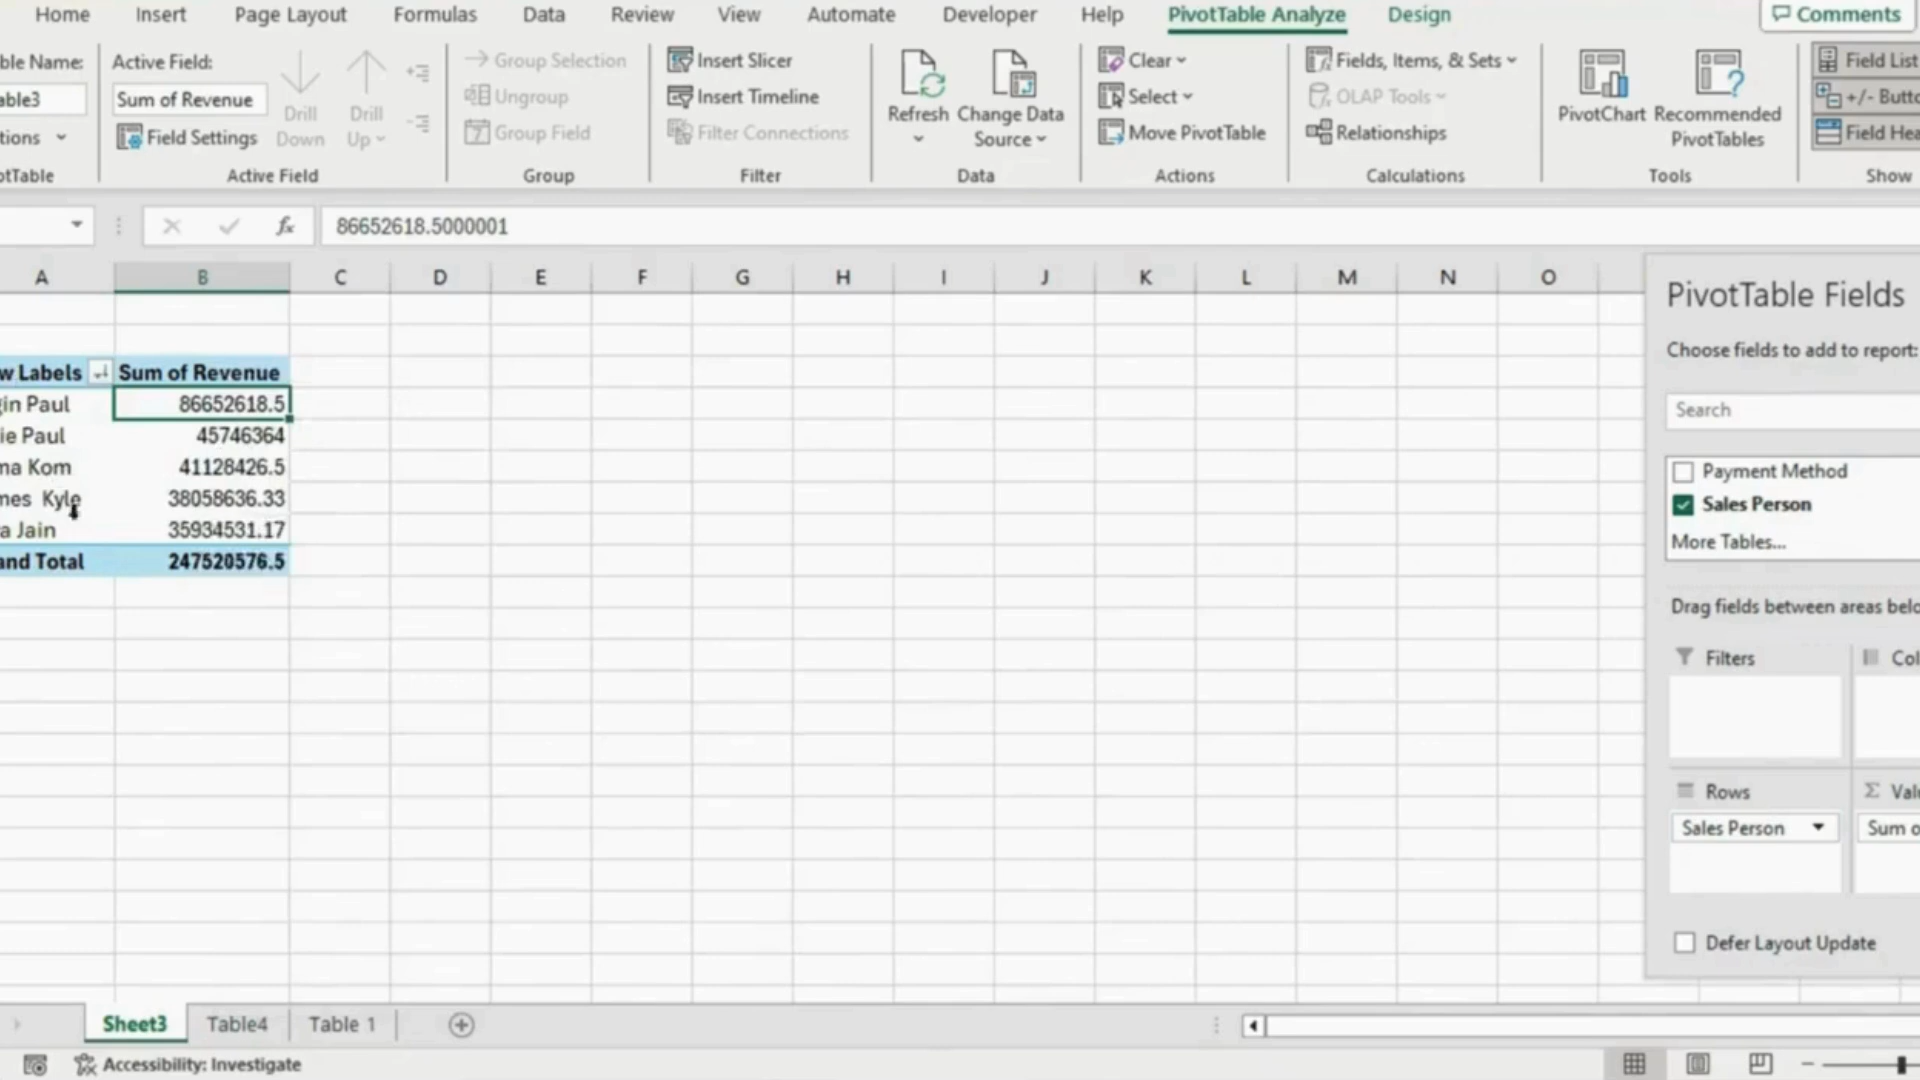 Home Insert Page Layout Formulas Data Review View Automate Developer Help PivotTable Analyze Design Comments
ble Name: Active Field:
able3 Sum of Revenue
tions Field Settings
Drill Down Drill Up
Group Selection
Ungroup
Group Field
Insert Slicer
Insert Timeline
Filter Connections
Refresh Change Data Source
Clear
Select
Move PivotTable
Fields, Items, & Sets
OLAP Tools
Relationships
PivotChart Recommended PivotTables
Field List
+/- Butto
Field Hea
otTable Active Field Group Filter Data Actions Calculations Tools Show
fx 86652618.5000001
A B C D E F G H I J K L M N O
w Labels Sum of Revenue
gin Paul 86652618.5
ie Paul 45746364
ma Kom 41128426.5
mes Kyle 38058636.33
a Jain 35934531.17
and Total 247520576.5
PivotTable Fields
Choose fields to add to report:
Search
Payment Method
Sales Person
More Tables...
Drag fields between areas belo
Filters Col
Rows Σ Valu
Sales Person Sum o
Defer Layout Update
Sheet3 Table4 Table 1
Accessibility: Investigate